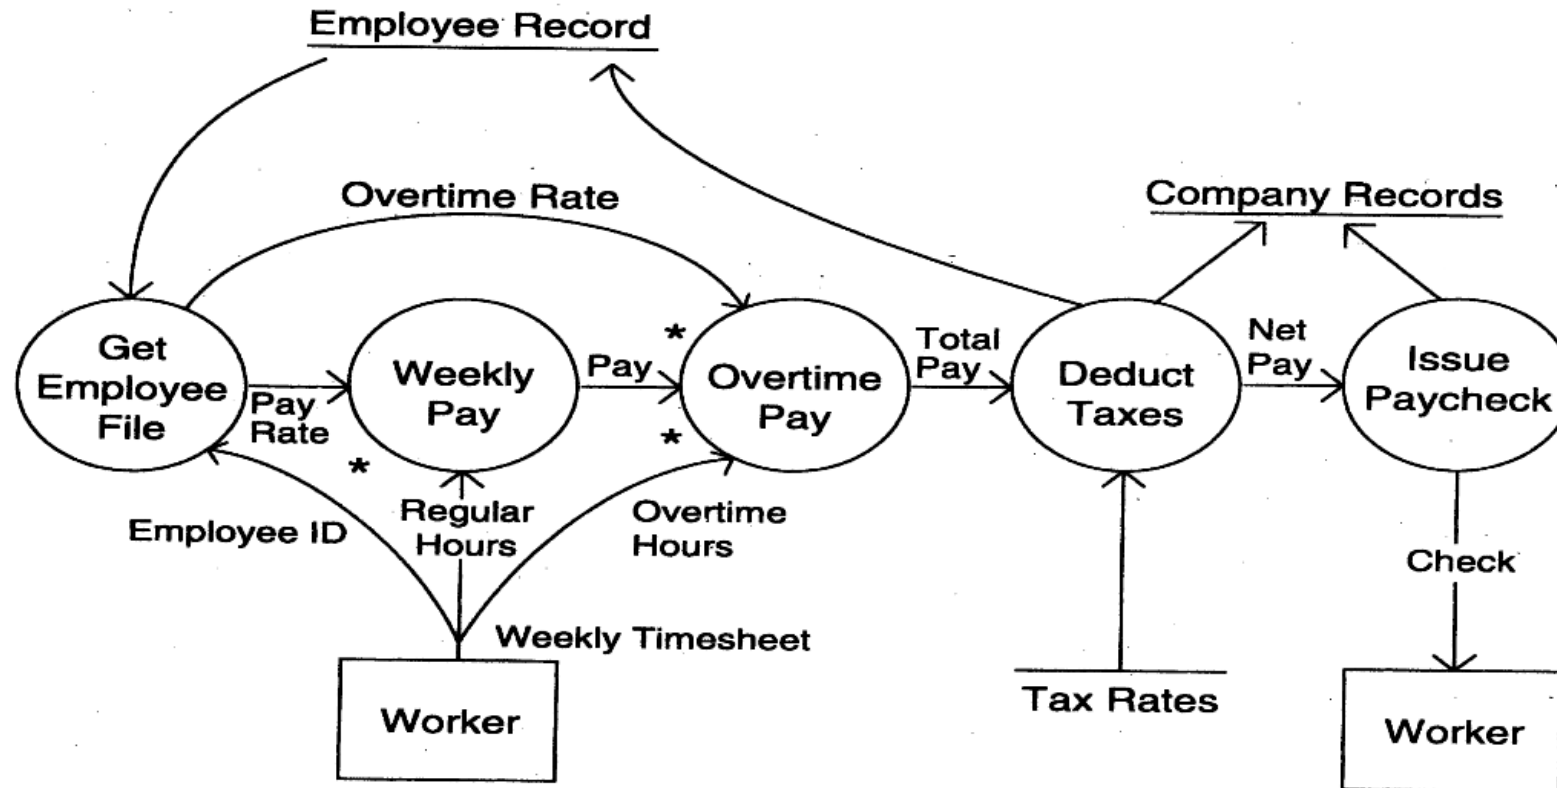 Employee Record
Overtime Rate
Company Records
Get
Employee
File
Pay
Rate
*
Weekly
Pay
Pay
*
*
Overtime
Pay
Total
Pay
Deduct
Taxes
Net
Pay
Issue
Paycheck
Employee ID
Regular
Hours
Overtime
Hours
Check
Weekly Timesheet
Worker
Tax Rates
Worker